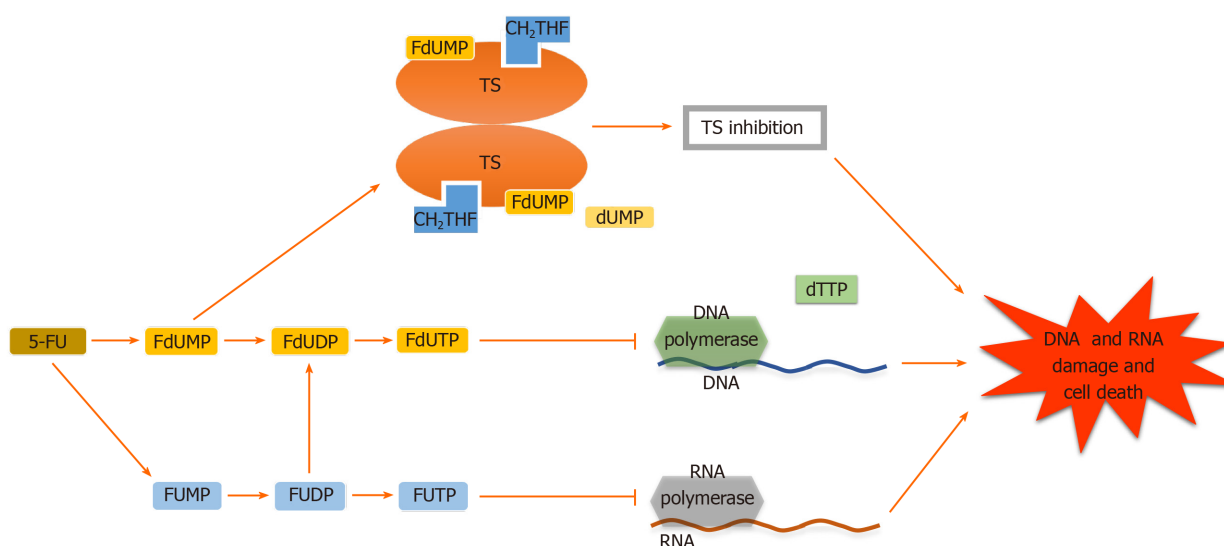 CH₂THF
FdUMP
TS
TS inhibition
TS
FdUMP
CH₂THF
dUMP
dTTP
DNA
polymerase
DNA
5-FU
FdUMP
FdUDP
FdUTP
DNA and RNA
damage and
cell death
RNA
polymerase
RNA
FUMP
FUDP
FUTP